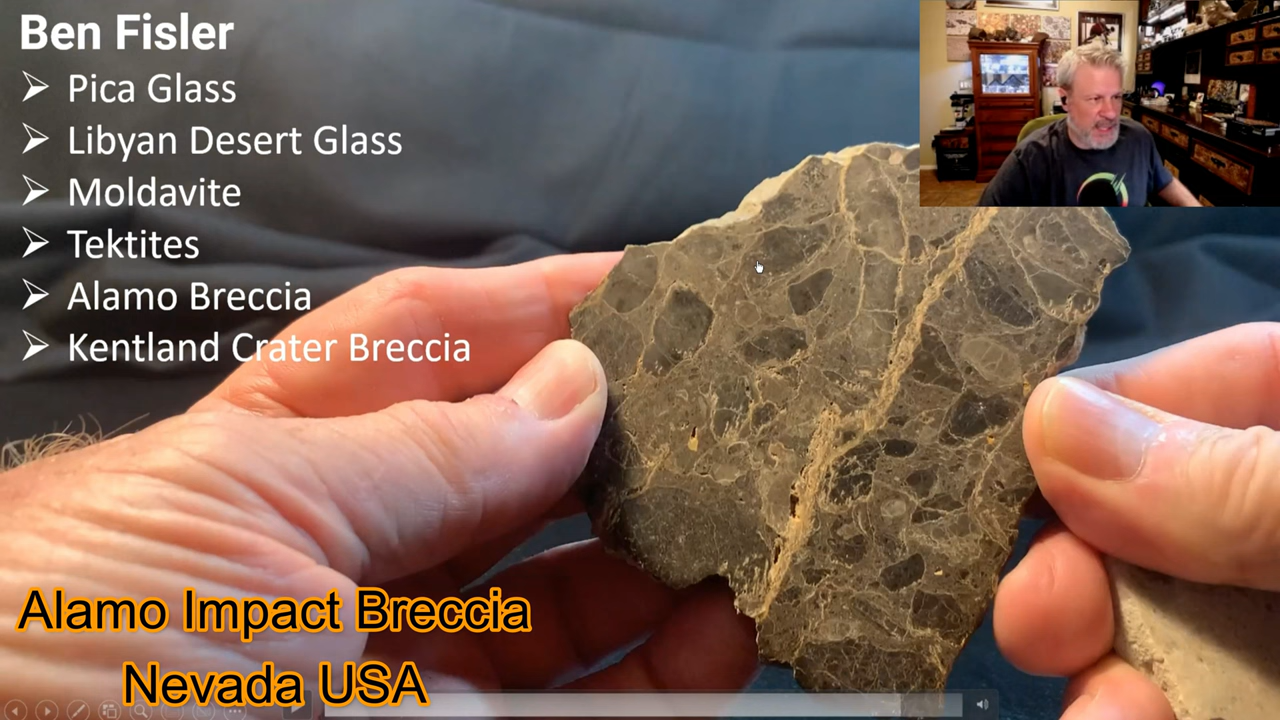 Ben Fisler
Pica Glass
Libyan Desert Glass
Moldavite
Tektites
Alamo Breccia
Kentland Crater Breccia
Alamo Impact Breccia
Nevada USA